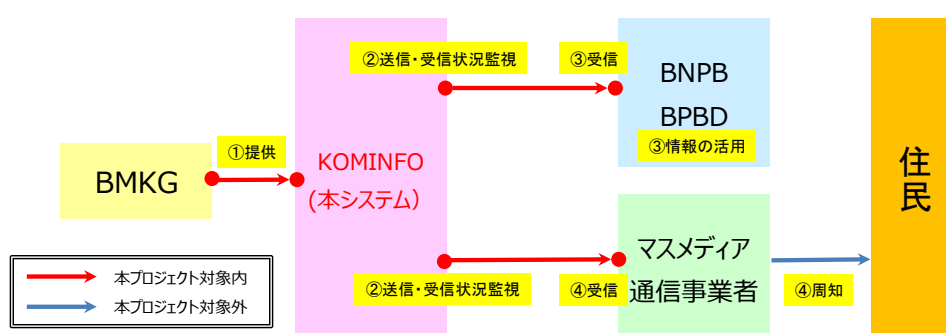 ②送信・受信状況監視
③受信
BNPB
BPBD
③情報の活用
①提供
BMKG
KOMINFO
(本システム）
住民
マスメディア
通信事業者
②送信・受信状況監視
④受信
④周知
本プロジェクト対象内
本プロジェクト対象外